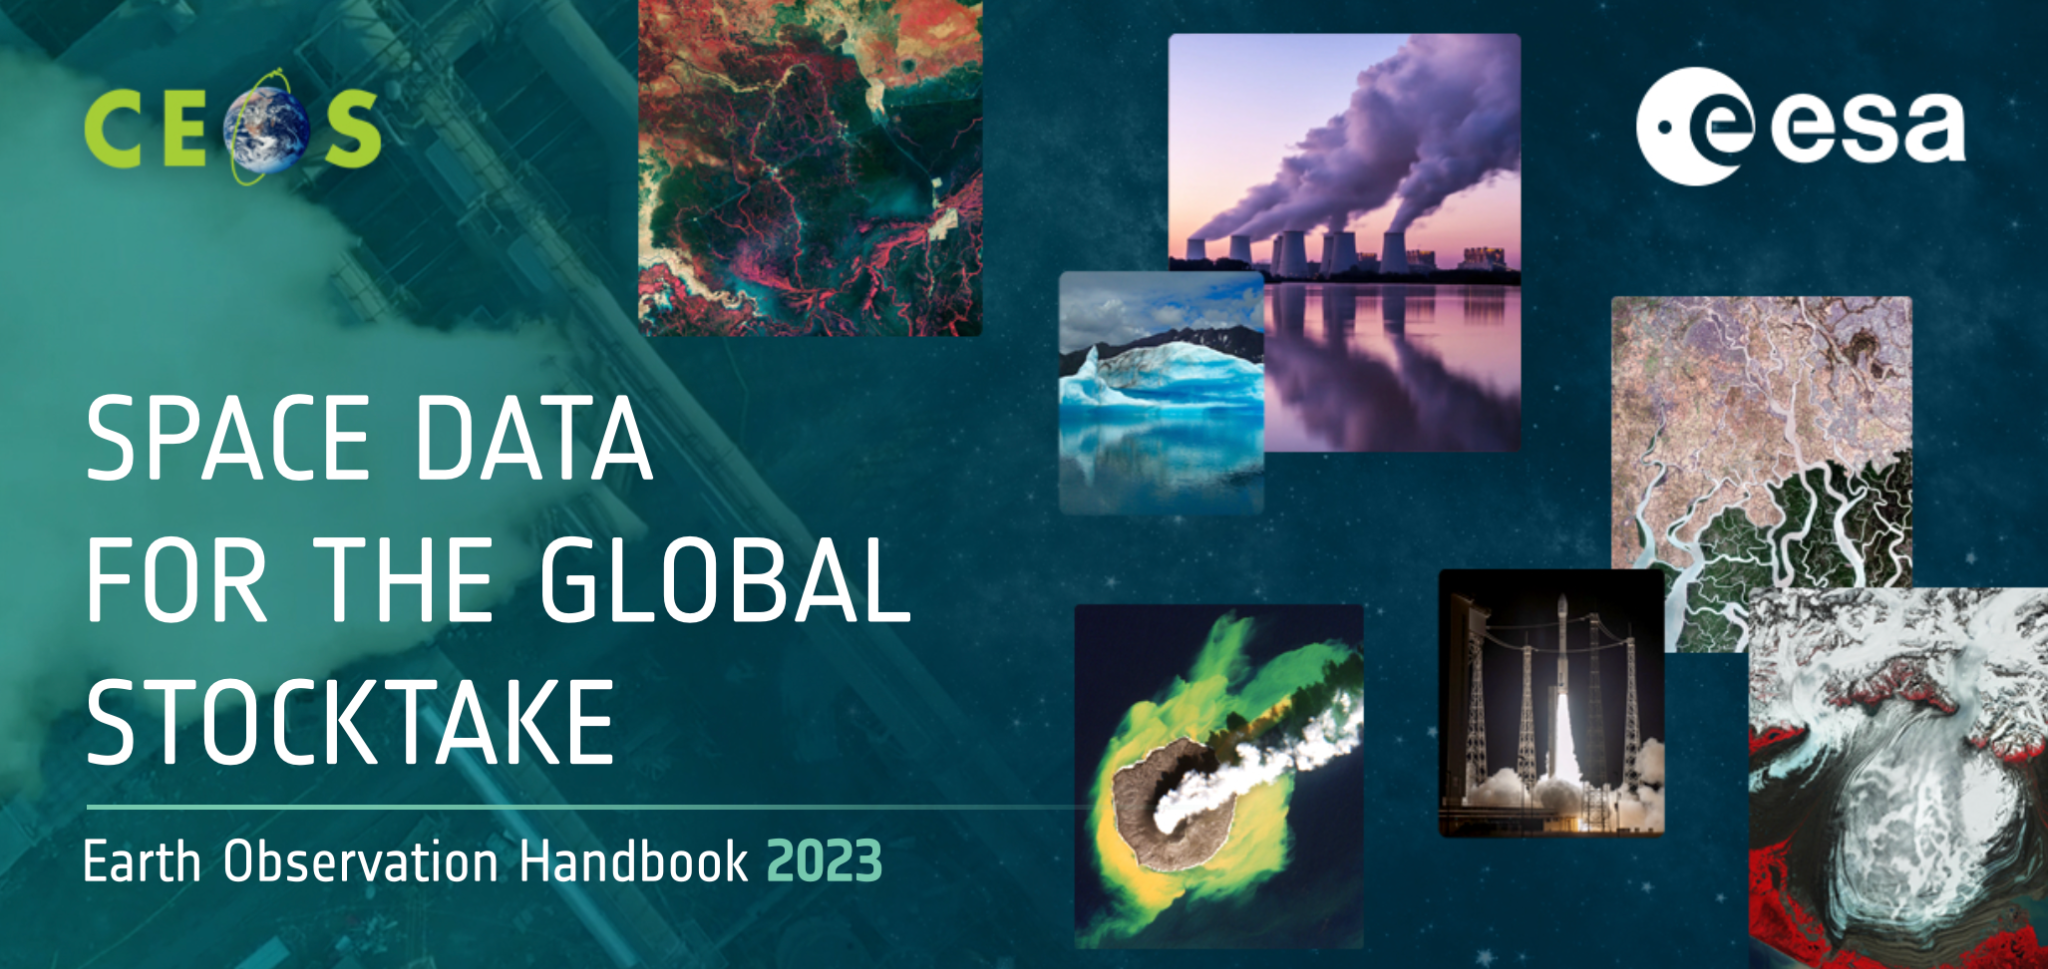 CEOS
esa
SPACE DATA
FOR THE GLOBAL
STOCKTAKE
Earth Observation Handbook 2023